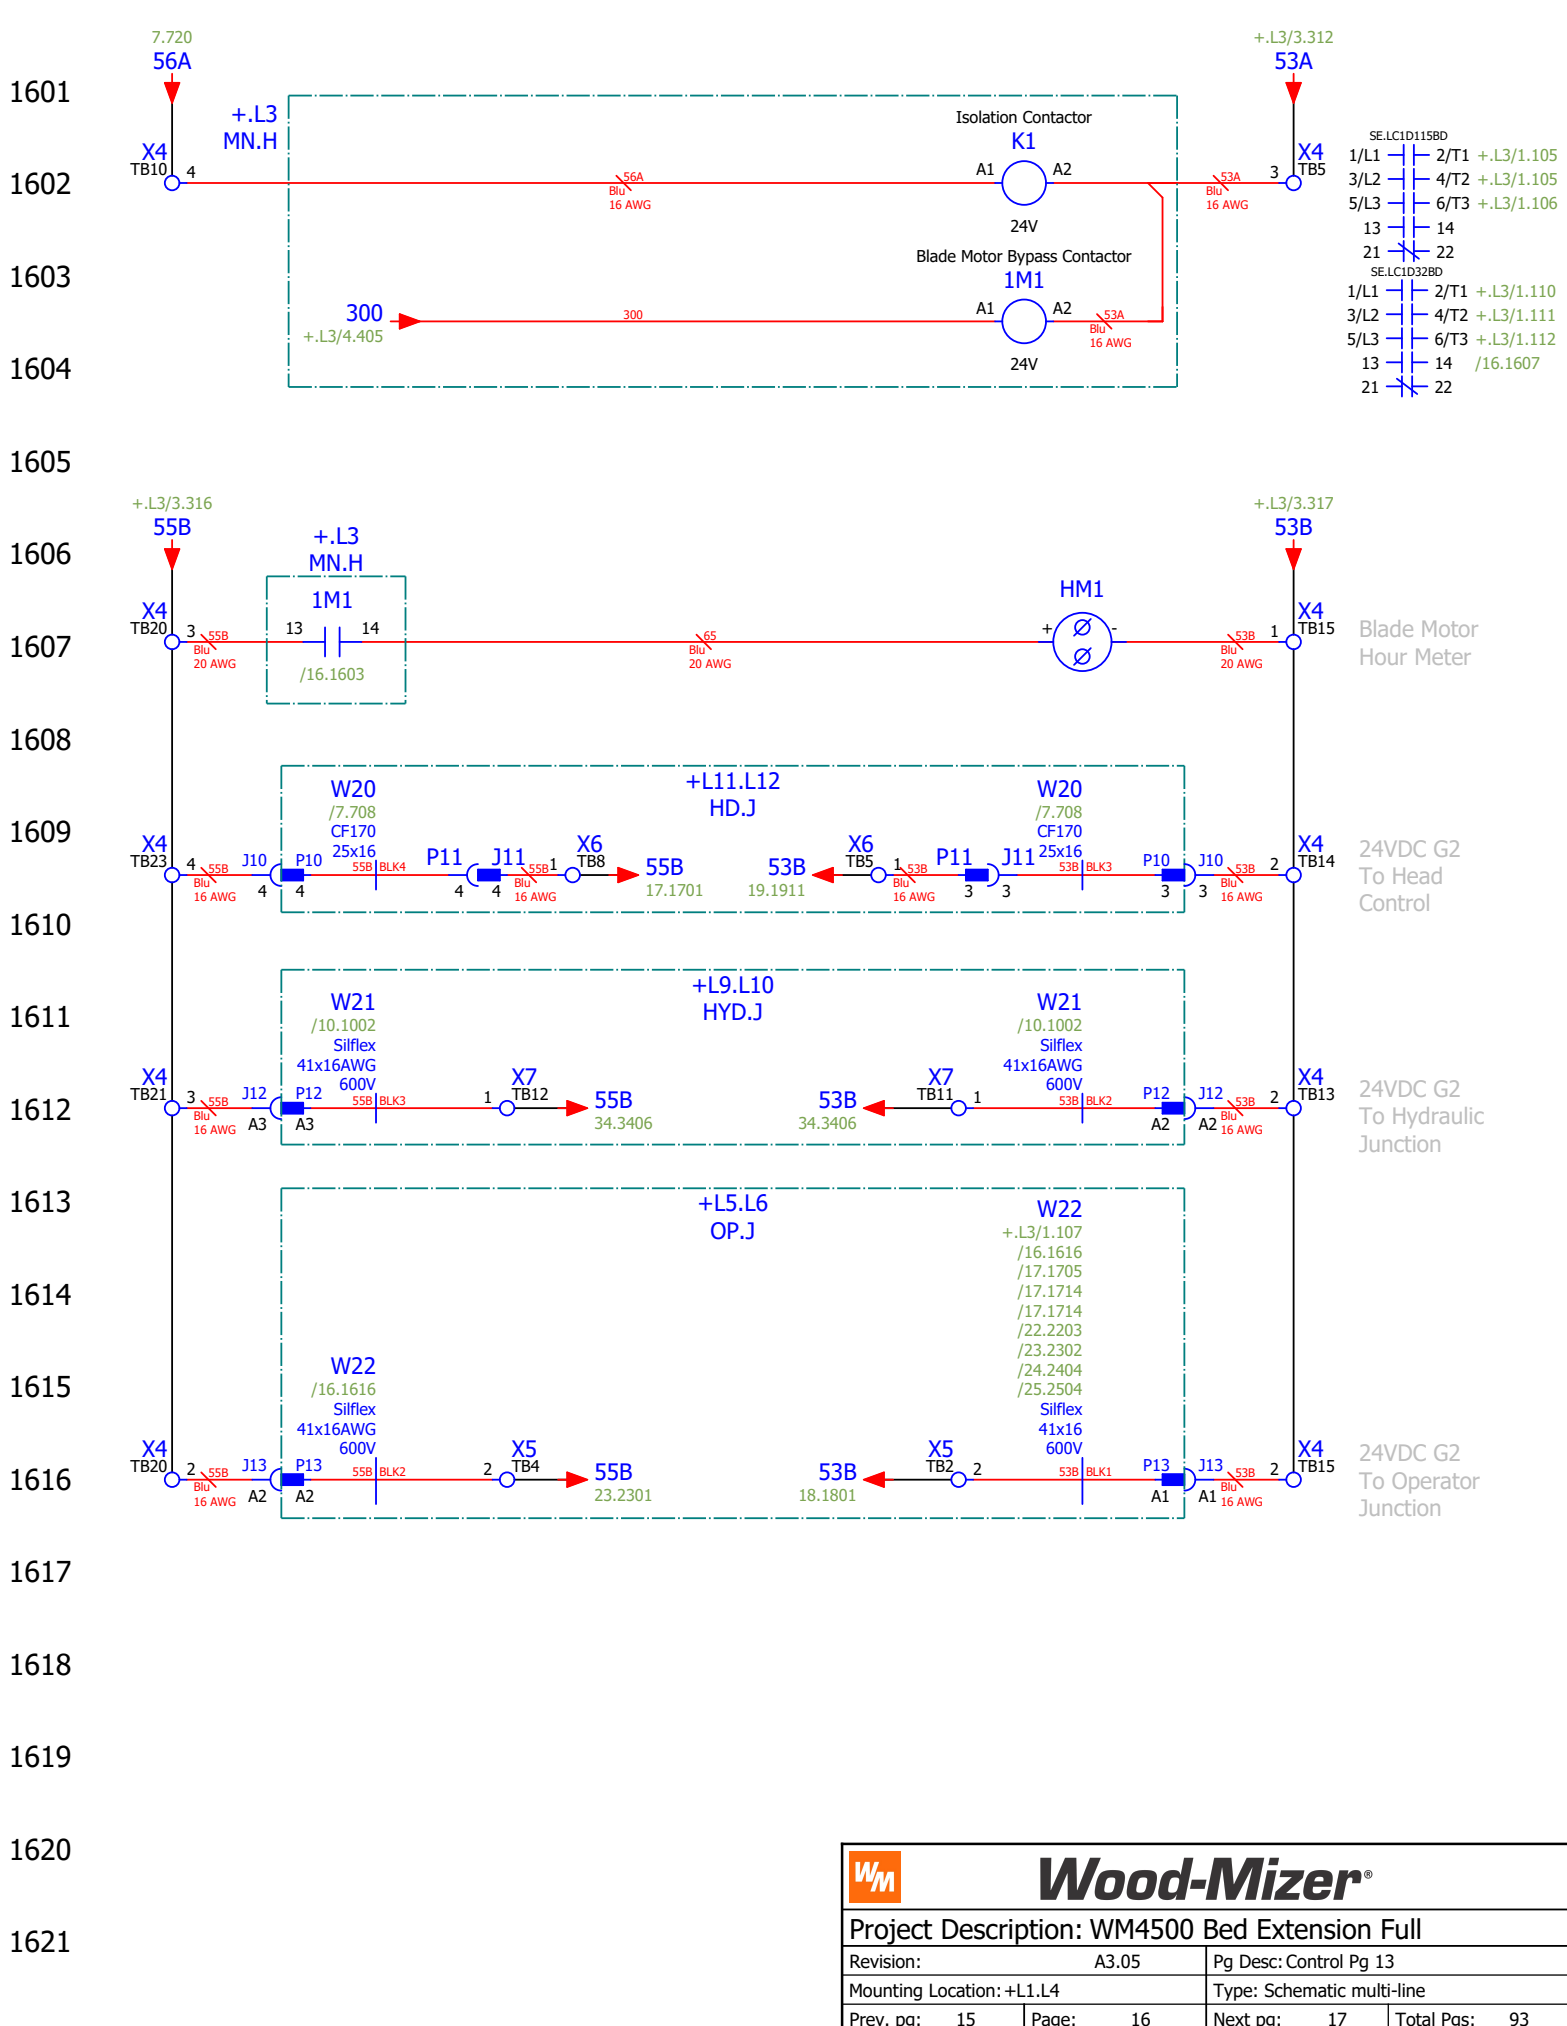 7.720
56A
+.L3/3.312
53A
1601
+.L3
MN.H
Isolation Contactor
K1
SE.LC1D115BD
1/L1 2/T1 +.L3/1.105
3/L2 4/T2 +.L3/1.105
5/L3 6/T3 +.L3/1.106
13 14
21 22
X4
TB10
4
1602
56A
Blu
16 AWG
A1 A2
24V
53A
Blu
16 AWG
3
X4
TB5
Blade Motor Bypass Contactor
1M1
1603
SE.LC1D32BD
1/L1 2/T1 +.L3/1.110
3/L2 4/T2 +.L3/1.111
5/L3 6/T3 +.L3/1.112
13 14 /16.1607
21 22
300
+.L3/4.405
300
A1 A2
24V
53A
Blu
16 AWG
1604
1605
+.L3/3.316
55B
+.L3/3.317
53B
1606
+.L3
MN.H
1M1
HM1
X4
TB20
3
1607
55B
Blu
20 AWG
13 14
/16.1603
65
Blu
20 AWG
+ -
53B
Blu
20 AWG
1
X4
TB15
Blade Motor
Hour Meter
1608
+L11.L12
HD.J
W20
/7.708
CF170
25x16
W20
/7.708
CF170
25x16
1609
X4
TB23
4
55B
Blu
16 AWG
J10 P10
4 4
55B BLK4
P11 J11
4 4
55B
Blu
16 AWG
1
X6
TB8
55B
17.1701
53B
19.1911
X6
TB5
1
53B
Blu
16 AWG
P11 J11
3 3
53B BLK3
P10 J10
3 3
53B
Blu
16 AWG
2
X4
TB14
24VDC G2
To Head
Control
1610
+L9.L10
HYD.J
1611
W21
/10.1002
Silflex
41x16AWG
600V
W21
/10.1002
Silflex
41x16AWG
600V
1612
X4
TB21
3
55B
Blu
16 AWG
J12 P12
A3 A3
55B BLK3
1
X7
TB12
55B
34.3406
53B
34.3406
X7
TB11
1
53B BLK2
P12 J12
A2 A2
53B
Blu
16 AWG
2
X4
TB13
24VDC G2
To Hydraulic
Junction
1613
+L5.L6
OP.J
W22
+.L3/1.107
/16.1616
/17.1705
/17.1714
/17.1714
/22.2203
/23.2302
/24.2404
/25.2504
Silflex
41x16
600V
1614
1615
W22
/16.1616
Silflex
41x16AWG
600V
1616
X4
TB20
2
55B
Blu
16 AWG
J13 P13
A2 A2
55B BLK2
2
X5
TB4
55B
23.2301
53B
18.1801
X5
TB2
2
53B BLK1
P13 J13
A1 A1
53B
Blu
16 AWG
2
X4
TB15
24VDC G2
To Operator
Junction
1617
1618
1619
1620
1621
WM Wood-Mizer®
Project Description: WM4500 Bed Extension Full
Revision: A3.05 Pg Desc: Control Pg 13
Mounting Location: +L1.L4 Type: Schematic multi-line
Prev. pg: 15 Page: 16 Next pg: 17 Total Pgs: 93